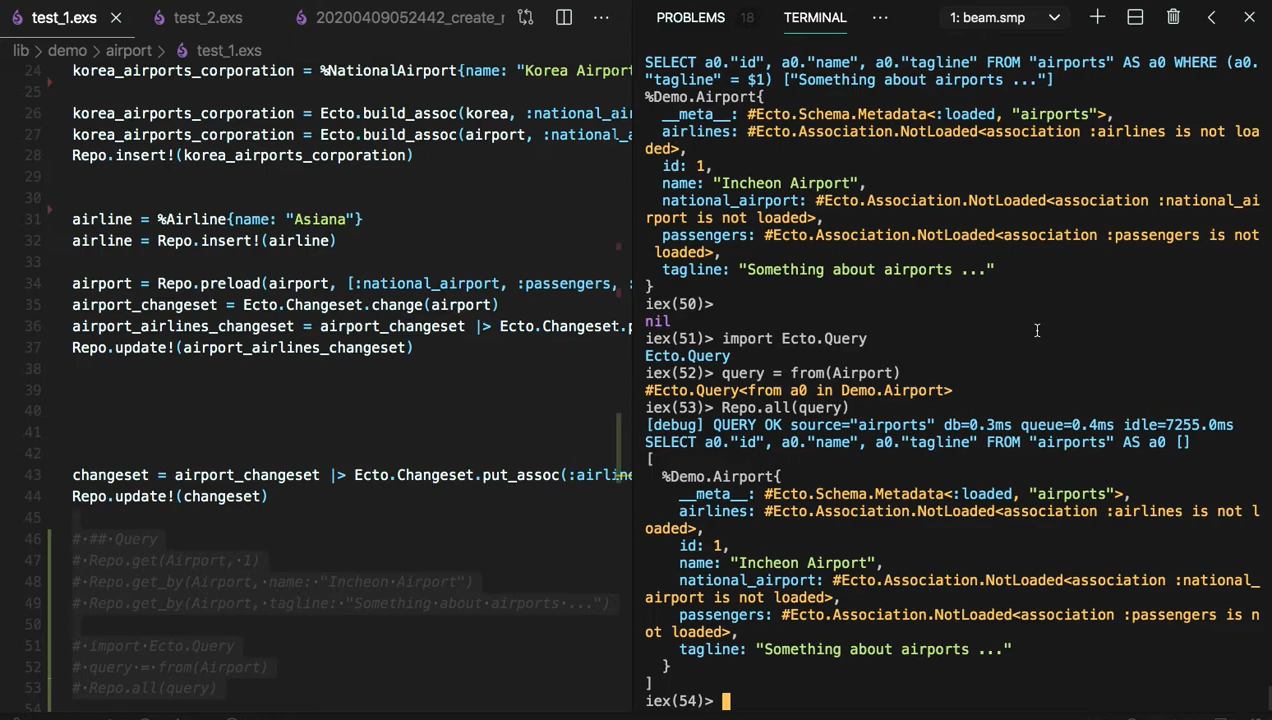 test_1.exs
test_2.exs
20200409052442_create_r
lib > demo > airport > test_1.exs
24 korea_airports_corporation = %NationalAirport{name: "Korea Airport
25
26 korea_airports_corporation = Ecto.build_assoc(korea, :national_ai
27 korea_airports_corporation = Ecto.build_assoc(airport, :national_a
28 Repo.insert!(korea_airports_corporation)
29
30
31 airline = %Airline{name: "Asiana"}
32 airline = Repo.insert!(airline)
33
34 airport = Repo.preload(airport, [:national_airport, :passengers, :
35 airport_changeset = Ecto.Changeset.change(airport)
36 airport_airlines_changeset = airport_changeset |> Ecto.Changeset.p
37 Repo.update!(airport_airlines_changeset)
38
39
40
41
42
43 changeset = airport_changeset |> Ecto.Changeset.put_assoc(:airline
44 Repo.update!(changeset)
45
46 #·##·Query
47 #·Repo.get(Airport,·1)
48 #·Repo.get_by(Airport,·name:·"Incheon·Airport")
49 #·Repo.get_by(Airport,·tagline:·"Something·about·airports·...")
50
51 #·import·Ecto.Query
52 #·query·=·from(Airport)
53 #·Repo.all(query)
54
PROBLEMS 18 TERMINAL ··· 1: beam.smp
SELECT a0."id", a0."name", a0."tagline" FROM "airports" AS a0 WHERE (a0.
"tagline" = $1) ["Something about airports ..."]
%Demo.Airport{
__meta__: #Ecto.Schema.Metadata<:loaded, "airports">,
airlines: #Ecto.Association.NotLoaded<association :airlines is not loa
ded>,
id: 1,
name: "Incheon Airport",
national_airport: #Ecto.Association.NotLoaded<association :national_ai
rport is not loaded>,
passengers: #Ecto.Association.NotLoaded<association :passengers is not
loaded>,
tagline: "Something about airports ..."
}
iex(50)>
nil
iex(51)> import Ecto.Query
Ecto.Query
iex(52)> query = from(Airport)
#Ecto.Query<from a0 in Demo.Airport>
iex(53)> Repo.all(query)
[debug] QUERY OK source="airports" db=0.3ms queue=0.4ms idle=7255.0ms
SELECT a0."id", a0."name", a0."tagline" FROM "airports" AS a0 []
[
%Demo.Airport{
__meta__: #Ecto.Schema.Metadata<:loaded, "airports">,
airlines: #Ecto.Association.NotLoaded<association :airlines is not l
oaded>,
id: 1,
name: "Incheon Airport",
national_airport: #Ecto.Association.NotLoaded<association :national_
airport is not loaded>,
passengers: #Ecto.Association.NotLoaded<association :passengers is n
ot loaded>,
tagline: "Something about airports ..."
}
]
iex(54)>